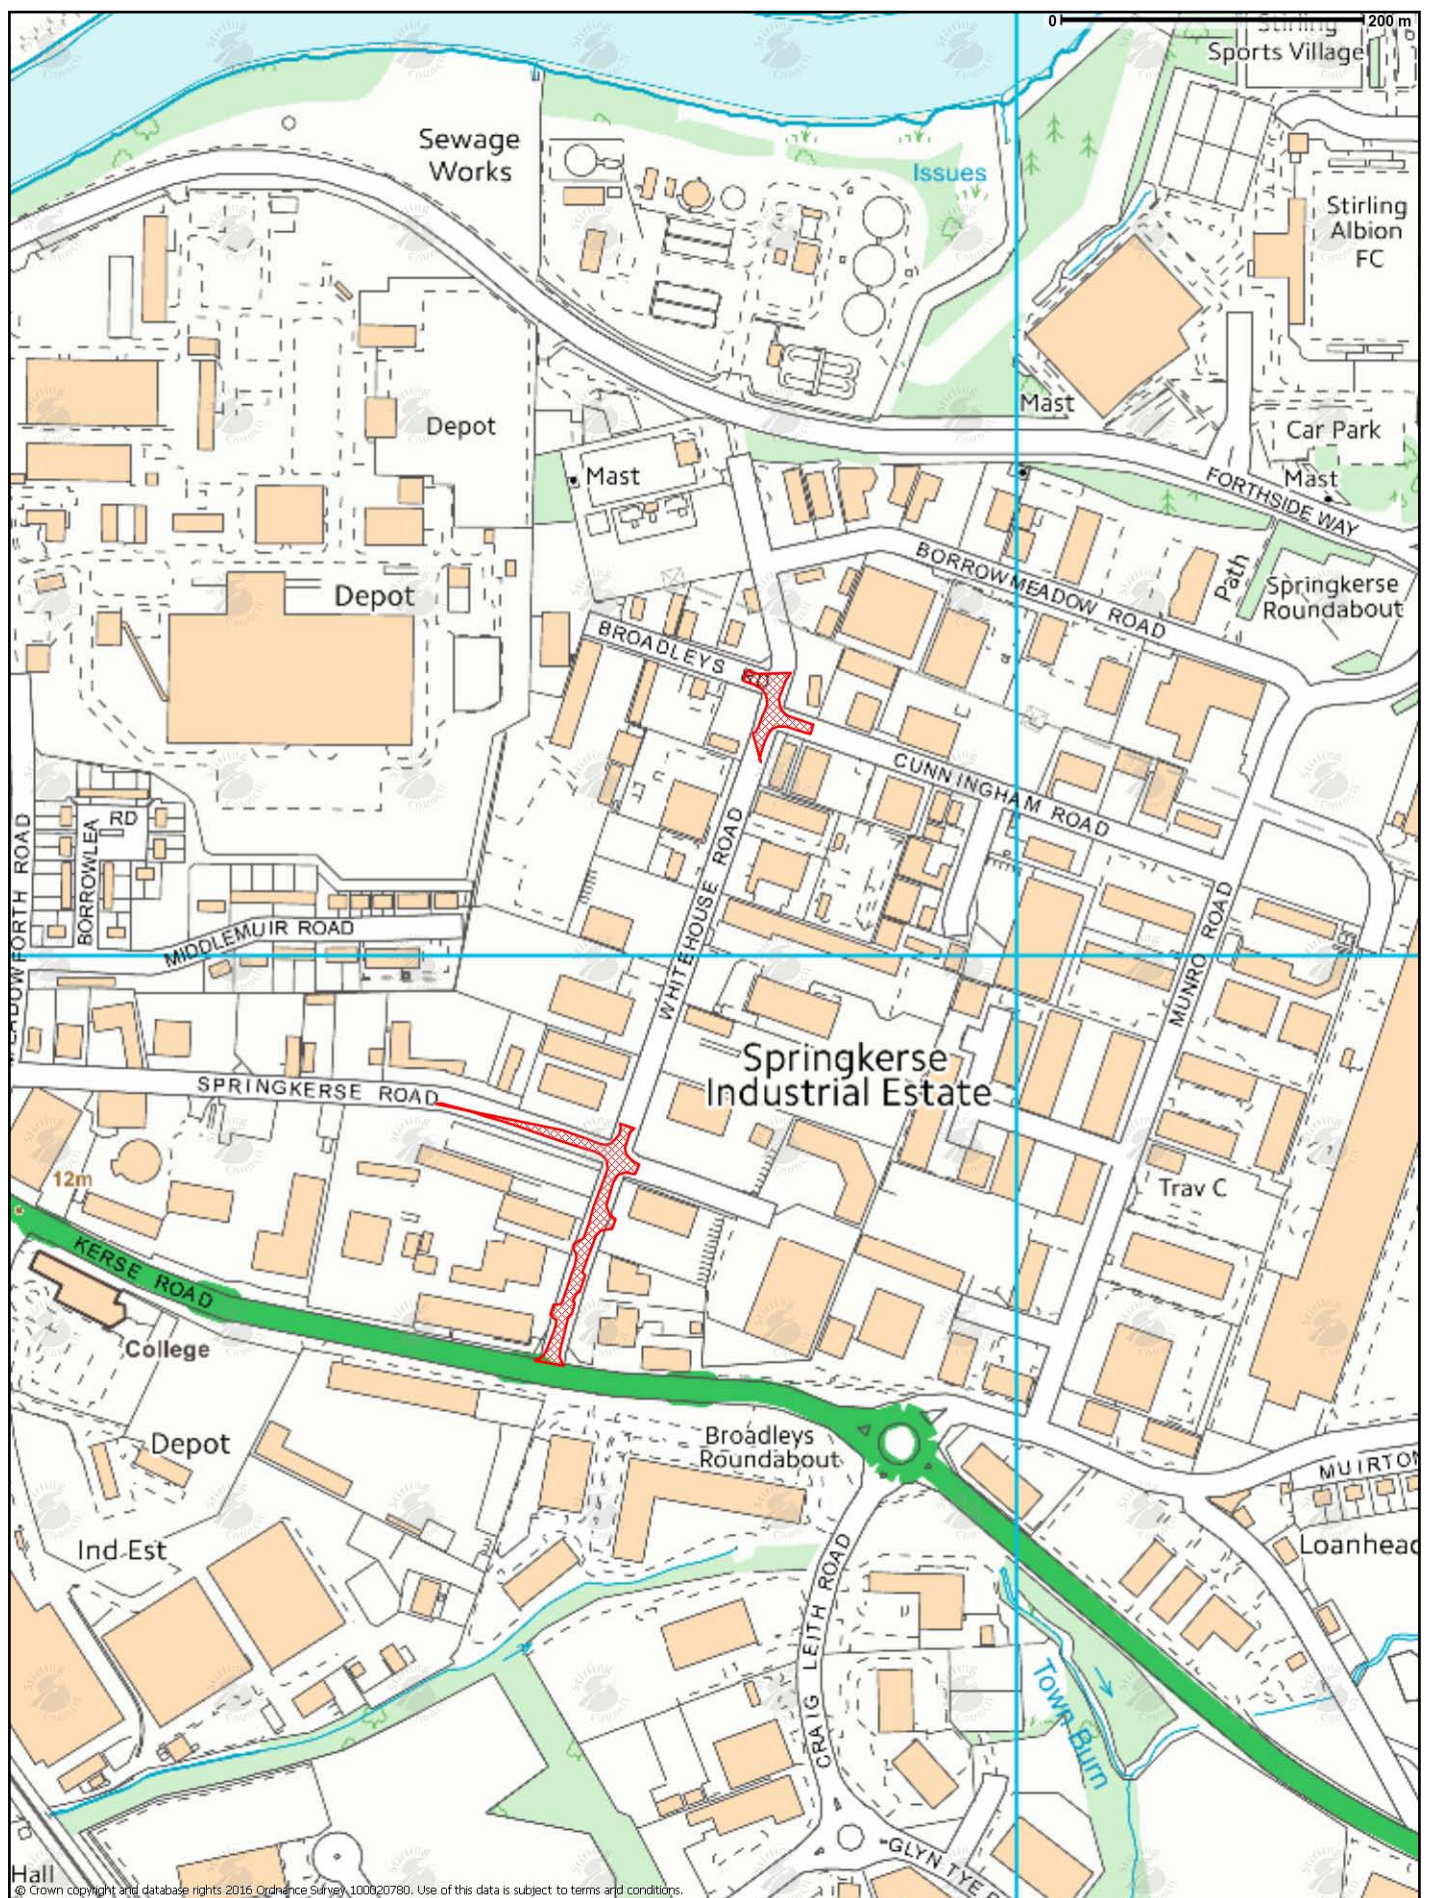 0
200 m
Stirling
Sports Village
Sewage
Works
Issues
Stirling
Albion
FC
Mast
Depot
Car Park
Mast
Mast
FORTHSIDE WAY
BORROWMEADOW ROAD
Path
Springkerse
Roundabout
Depot
BROADLEYS
RD
CUNNINGHAM ROAD
RD
BORROWLEA
WHITEHOUSE ROAD
MUNRO ROAD
MIDDLEMUIR ROAD
FORTH ROAD
Springkerse
Industrial Estate
SPRINGKERSE ROAD
12m
Trav C
KERSE ROAD
College
Depot
Broadleys
Roundabout
MUIRTON
Ind Est
Loanhead
CRAIG LEITH ROAD
Town Burn
GLYN TYE
Hall
© Crown copyright and database rights 2016 Ordnance Survey 100020780. Use of this data is subject to terms and conditions.